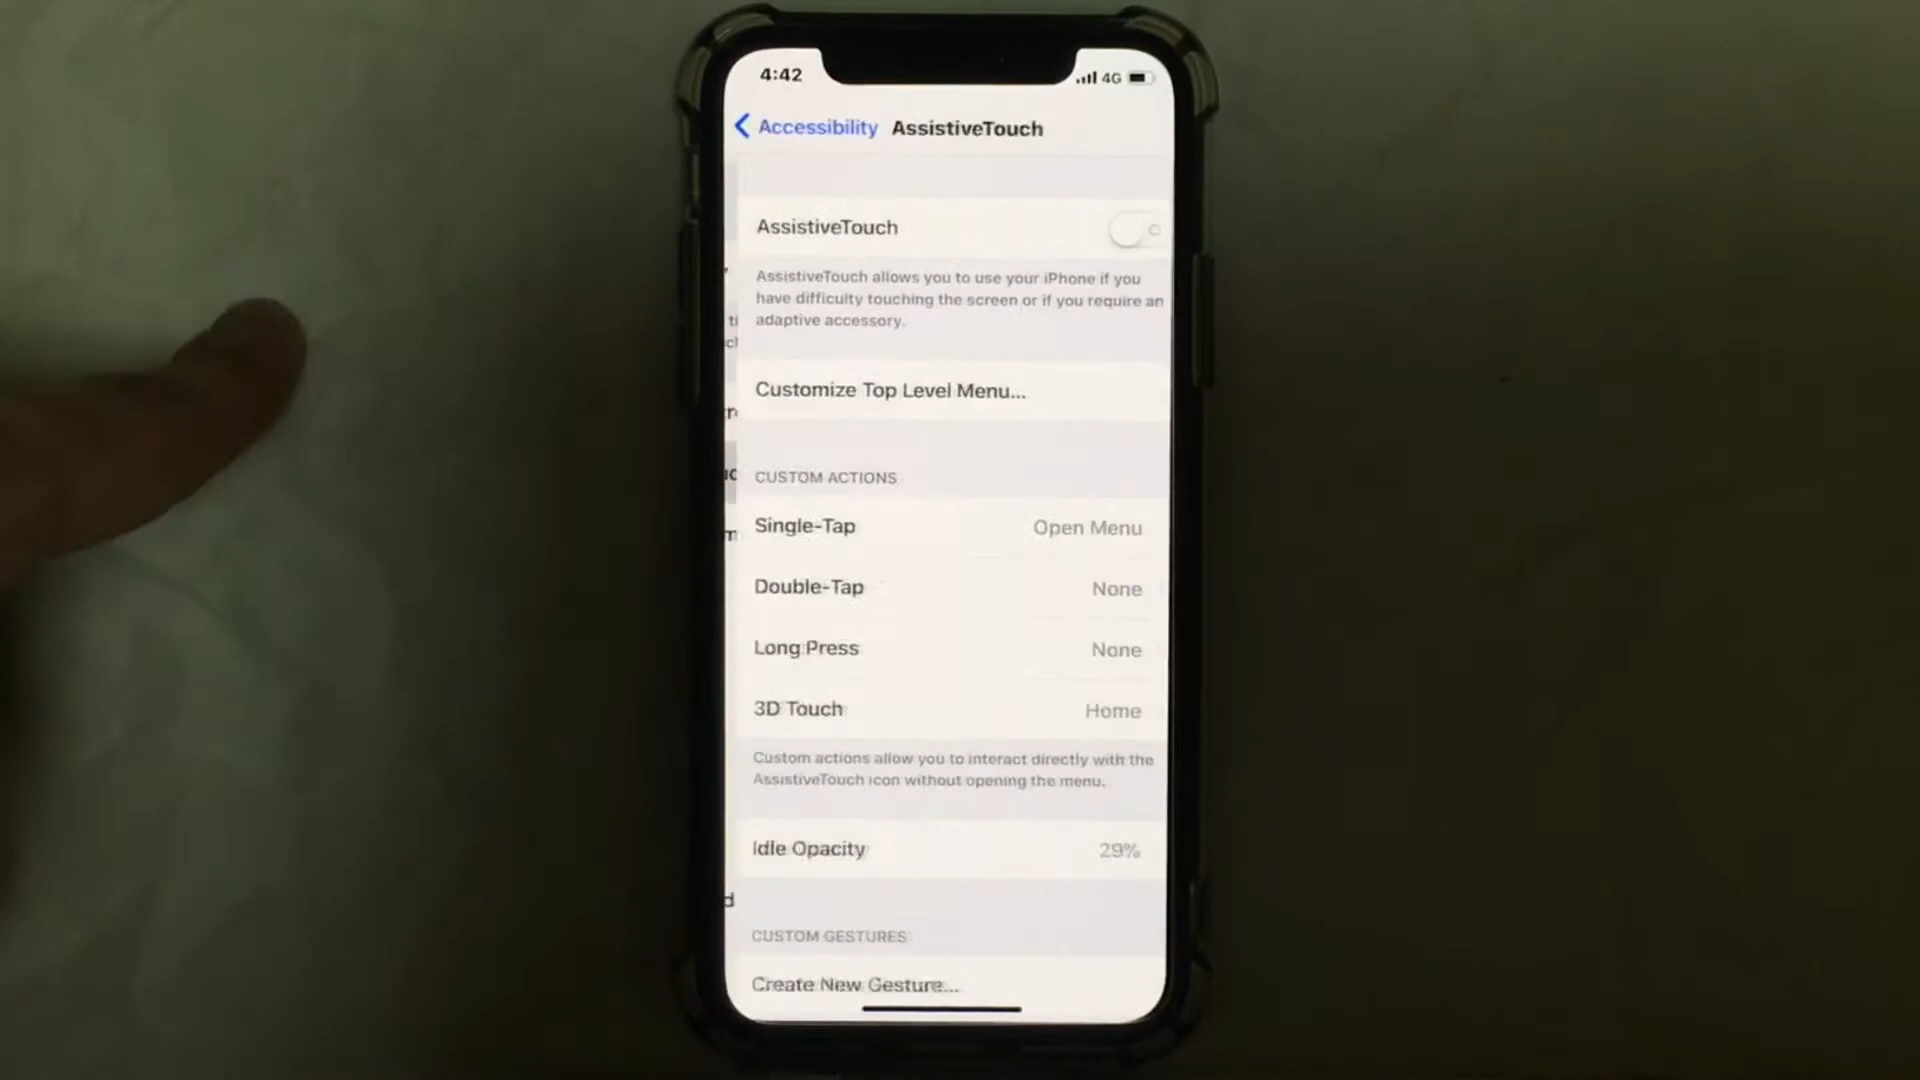 4:42
4G
Accessibility AssistiveTouch
AssistiveTouch
AssistiveTouch allows you to use your iPhone if you
have difficulty touching the screen or if you require an
adaptive accessory.
Customize Top Level Menu...
CUSTOM ACTIONS
Single-Tap Open Menu
Double-Tap None
Long Press None
3D Touch Home
Custom actions allow you to interact directly with the
AssistiveTouch icon without opening the menu.
Idle Opacity 29%
CUSTOM GESTURES
Create New Gesture...